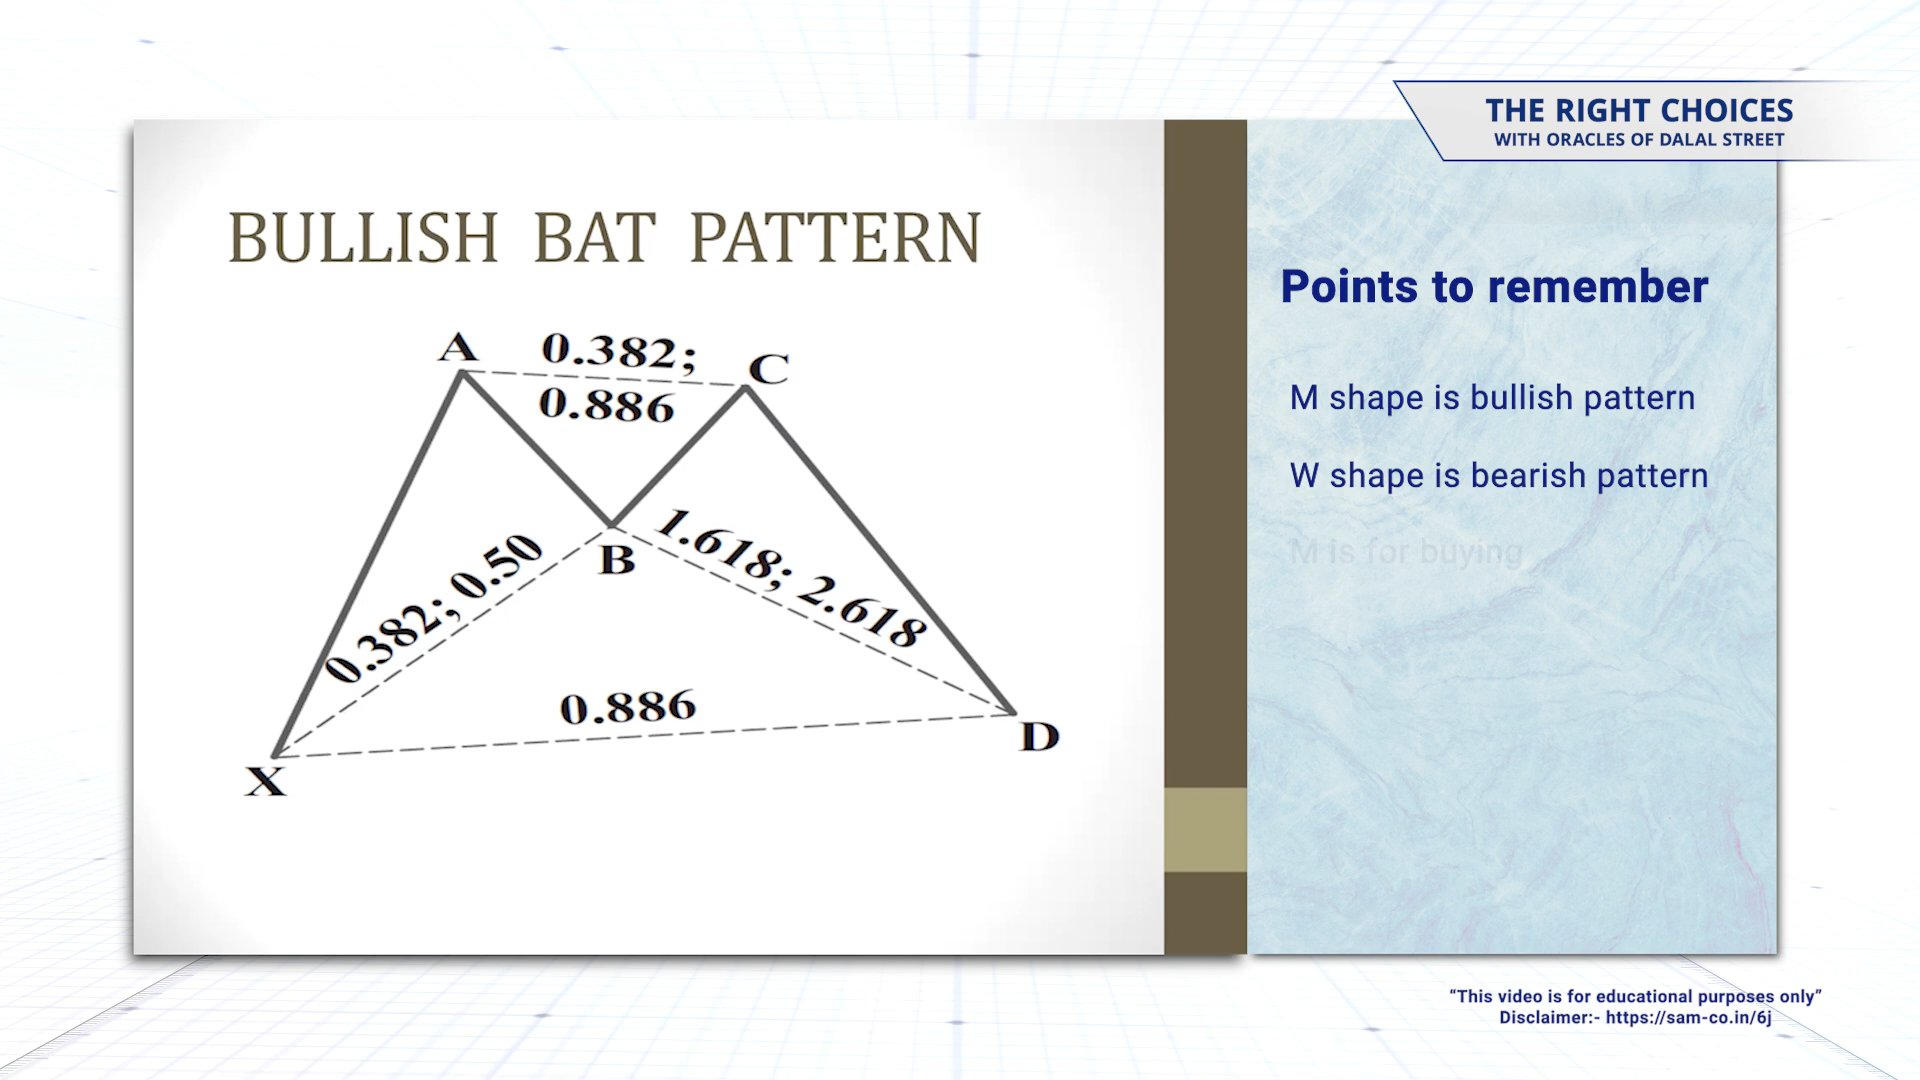 THE RIGHT CHOICES
WITH ORACLES OF DALAL STREET
BULLISH BAT PATTERN
A
0.382;
0.886
C
B
0.382; 0.50
1.618; 2.618
0.886
X
D
Points to remember
M shape is bullish pattern
W shape is bearish pattern
M is for buying
“This video is for educational purposes only”
Disclaimer:- https://sam-co.in/6j